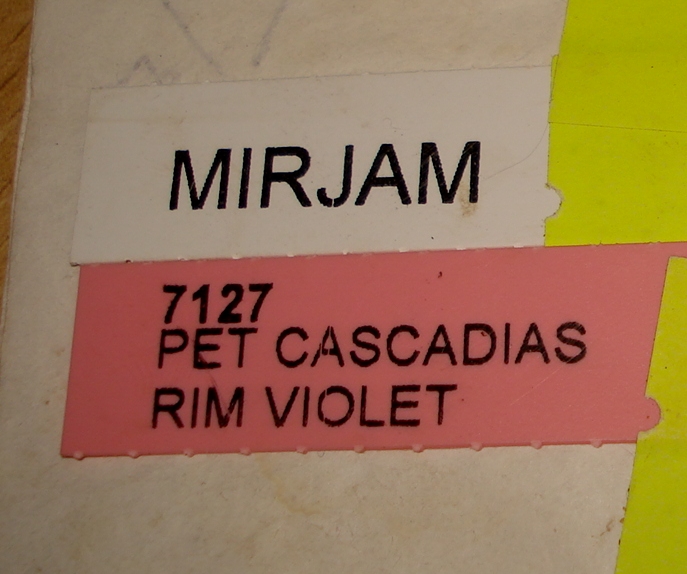 MIRJAM
7127
PET CASCADIAS
RIM VIOLET